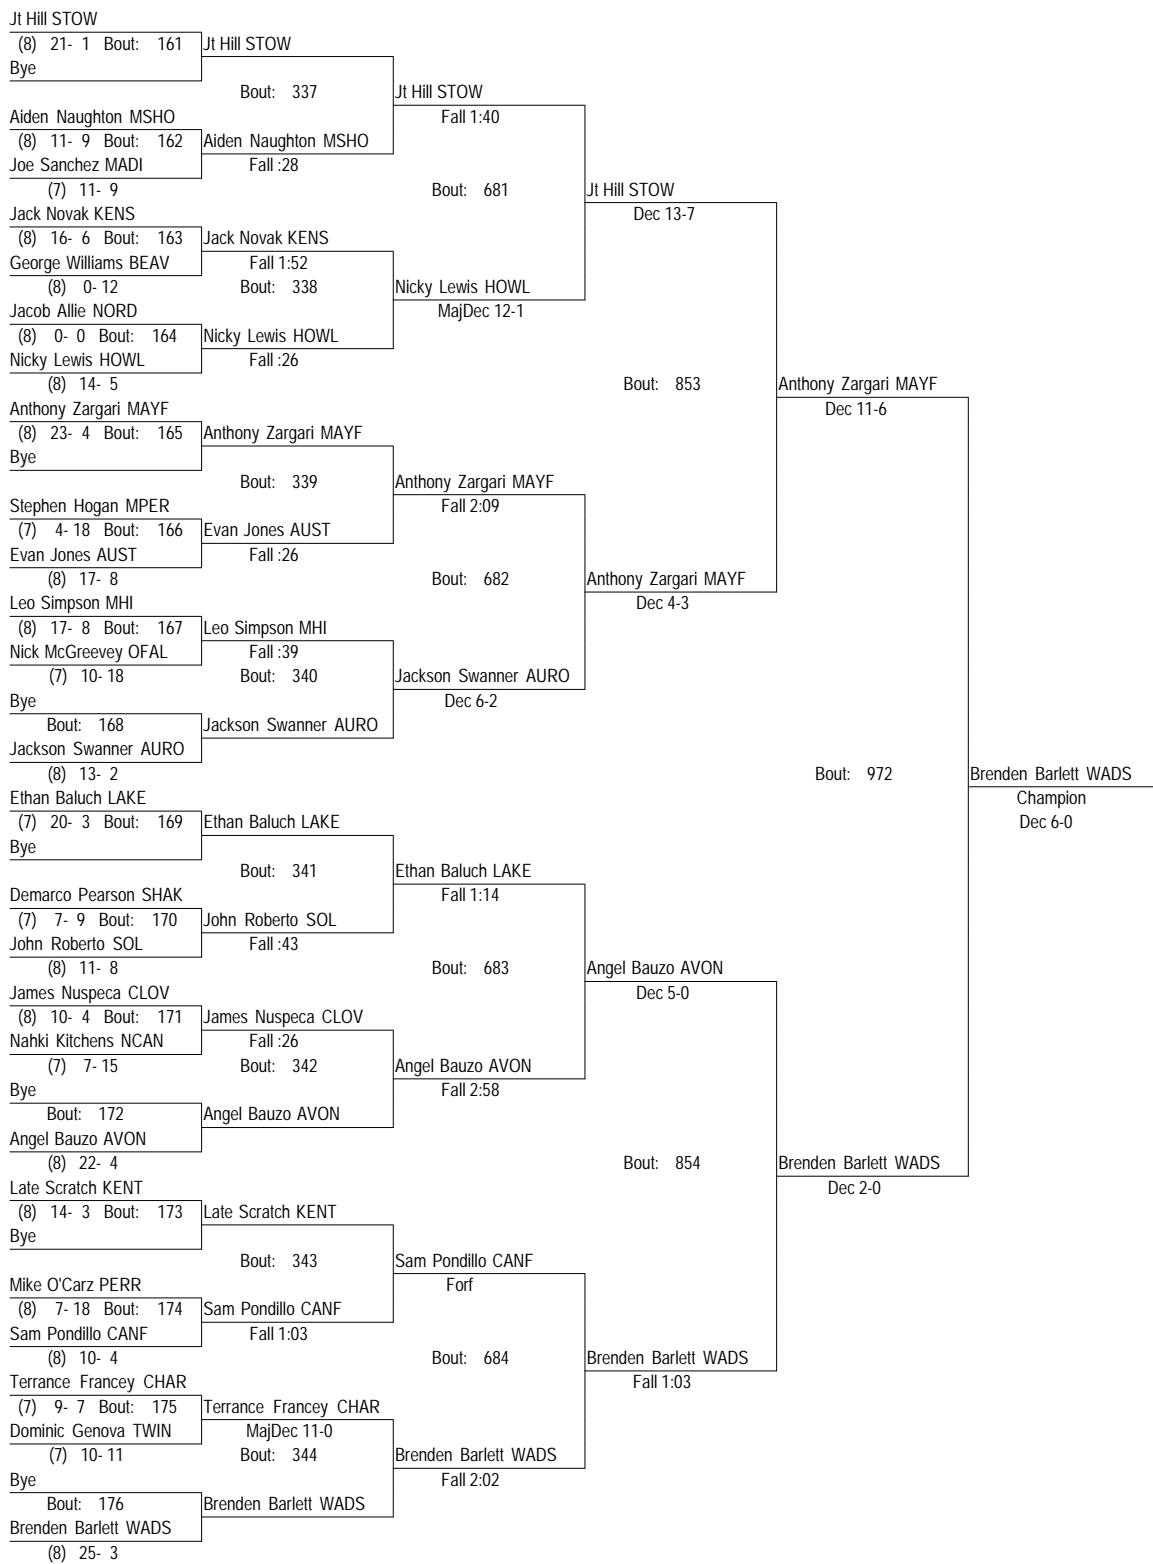 Jt Hill STOW
(8) 21- 1 Bout: 161 Jt Hill STOW
Bye
Bout: 337 Jt Hill STOW
Aiden Naughton MSHO Fall 1:40
(8) 11- 9 Bout: 162 Aiden Naughton MSHO
Joe Sanchez MADI Fall :28
(7) 11- 9 Bout: 681 Jt Hill STOW
Jack Novak KENS Dec 13-7
(8) 16- 6 Bout: 163 Jack Novak KENS
George Williams BEAV Fall 1:52
(8) 0- 12 Bout: 338 Nicky Lewis HOWL
Jacob Allie NORD MajDec 12-1
(8) 0- 0 Bout: 164 Nicky Lewis HOWL
Nicky Lewis HOWL Fall :26
(8) 14- 5 Bout: 853 Anthony Zargari MAYF
Anthony Zargari MAYF Dec 11-6
(8) 23- 4 Bout: 165 Anthony Zargari MAYF
Bye
Bout: 339 Anthony Zargari MAYF
Stephen Hogan MPER Fall 2:09
(7) 4- 18 Bout: 166 Evan Jones AUST
Evan Jones AUST Fall :26
(8) 17- 8 Bout: 682 Anthony Zargari MAYF
Leo Simpson MHI Dec 4-3
(8) 17- 8 Bout: 167 Leo Simpson MHI
Nick McGreevey OFAL Fall :39
(7) 10- 18 Bout: 340 Jackson Swanner AURO
Bye Dec 6-2
Bout: 168 Jackson Swanner AURO
Jackson Swanner AURO
(8) 13- 2 Bout: 972 Brenden Barlett WADS
Ethan Baluch LAKE Champion
(7) 20- 3 Bout: 169 Ethan Baluch LAKE Dec 6-0
Bye
Bout: 341 Ethan Baluch LAKE
Demarco Pearson SHAK Fall 1:14
(7) 7- 9 Bout: 170 John Roberto SOL
John Roberto SOL Fall :43
(8) 11- 8 Bout: 683 Angel Bauzo AVON
James Nuspeca CLOV Dec 5-0
(8) 10- 4 Bout: 171 James Nuspeca CLOV
Nahki Kitchens NCAN Fall :26
(7) 7- 15 Bout: 342 Angel Bauzo AVON
Bye Fall 2:58
Bout: 172 Angel Bauzo AVON
Angel Bauzo AVON
(8) 22- 4 Bout: 854 Brenden Barlett WADS
Late Scratch KENT Dec 2-0
(8) 14- 3 Bout: 173 Late Scratch KENT
Bye
Bout: 343 Sam Pondillo CANF
Mike O'Carz PERR Forf
(8) 7- 18 Bout: 174 Sam Pondillo CANF
Sam Pondillo CANF Fall 1:03
(8) 10- 4 Bout: 684 Brenden Barlett WADS
Terrance Francey CHAR Fall 1:03
(7) 9- 7 Bout: 175 Terrance Francey CHAR
Dominic Genova TWIN MajDec 11-0
(7) 10- 11 Bout: 344 Brenden Barlett WADS
Bye Fall 2:02
Bout: 176 Brenden Barlett WADS
Brenden Barlett WADS
(8) 25- 3